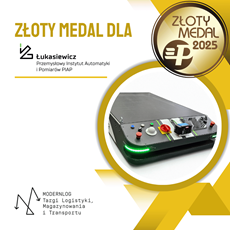 ZŁOTY MEDAL DLA
ZŁOTY
MEDAL
2025
Łukasiewicz
Przemysłowy Instytut Automatyki
i Pomiarów PIAP
MODERNLOG
Targi Logistyki,
Magazynowania
i Transportu